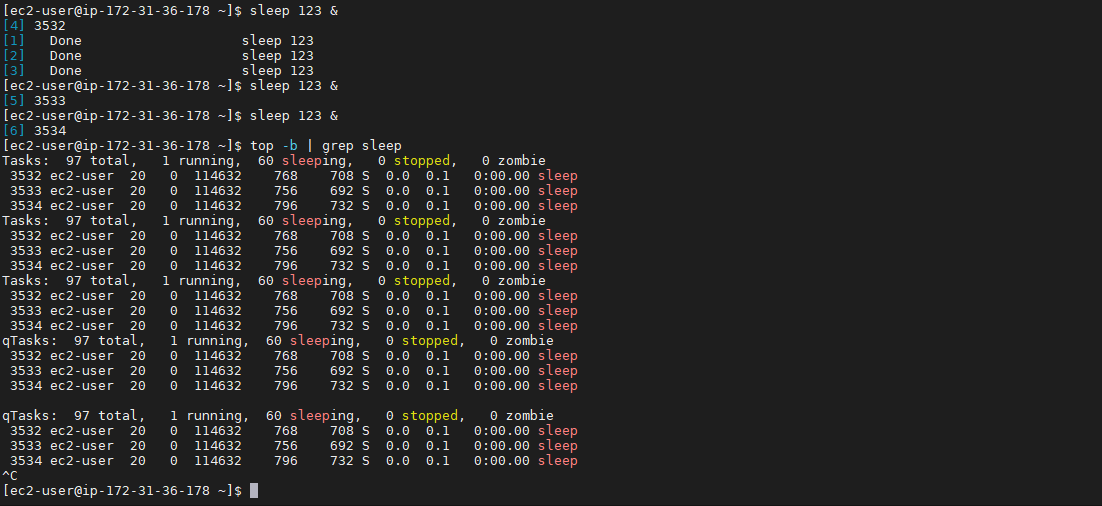 [ec2-user@ip-172-31-36-178 ~]$ sleep 123 &
[4] 3532
[1]   Done                    sleep 123
[2]   Done                    sleep 123
[3]   Done                    sleep 123
[ec2-user@ip-172-31-36-178 ~]$ sleep 123 &
[5] 3533
[ec2-user@ip-172-31-36-178 ~]$ sleep 123 &
[6] 3534
[ec2-user@ip-172-31-36-178 ~]$ top -b | grep sleep
Tasks:  97 total,   1 running,  60 sleeping,   0 stopped,   0 zombie
 3532 ec2-user  20   0  114632    768    708 S  0.0  0.1   0:00.00 sleep
 3533 ec2-user  20   0  114632    756    692 S  0.0  0.1   0:00.00 sleep
 3534 ec2-user  20   0  114632    796    732 S  0.0  0.1   0:00.00 sleep
Tasks:  97 total,   1 running,  60 sleeping,   0 stopped,   0 zombie
 3532 ec2-user  20   0  114632    768    708 S  0.0  0.1   0:00.00 sleep
 3533 ec2-user  20   0  114632    756    692 S  0.0  0.1   0:00.00 sleep
 3534 ec2-user  20   0  114632    796    732 S  0.0  0.1   0:00.00 sleep
Tasks:  97 total,   1 running,  60 sleeping,   0 stopped,   0 zombie
 3532 ec2-user  20   0  114632    768    708 S  0.0  0.1   0:00.00 sleep
 3533 ec2-user  20   0  114632    756    692 S  0.0  0.1   0:00.00 sleep
 3534 ec2-user  20   0  114632    796    732 S  0.0  0.1   0:00.00 sleep
qTasks:  97 total,   1 running,  60 sleeping,   0 stopped,   0 zombie
 3532 ec2-user  20   0  114632    768    708 S  0.0  0.1   0:00.00 sleep
 3533 ec2-user  20   0  114632    756    692 S  0.0  0.1   0:00.00 sleep
 3534 ec2-user  20   0  114632    796    732 S  0.0  0.1   0:00.00 sleep

qTasks:  97 total,   1 running,  60 sleeping,   0 stopped,   0 zombie
 3532 ec2-user  20   0  114632    768    708 S  0.0  0.1   0:00.00 sleep
 3533 ec2-user  20   0  114632    756    692 S  0.0  0.1   0:00.00 sleep
 3534 ec2-user  20   0  114632    796    732 S  0.0  0.1   0:00.00 sleep
^C
[ec2-user@ip-172-31-36-178 ~]$